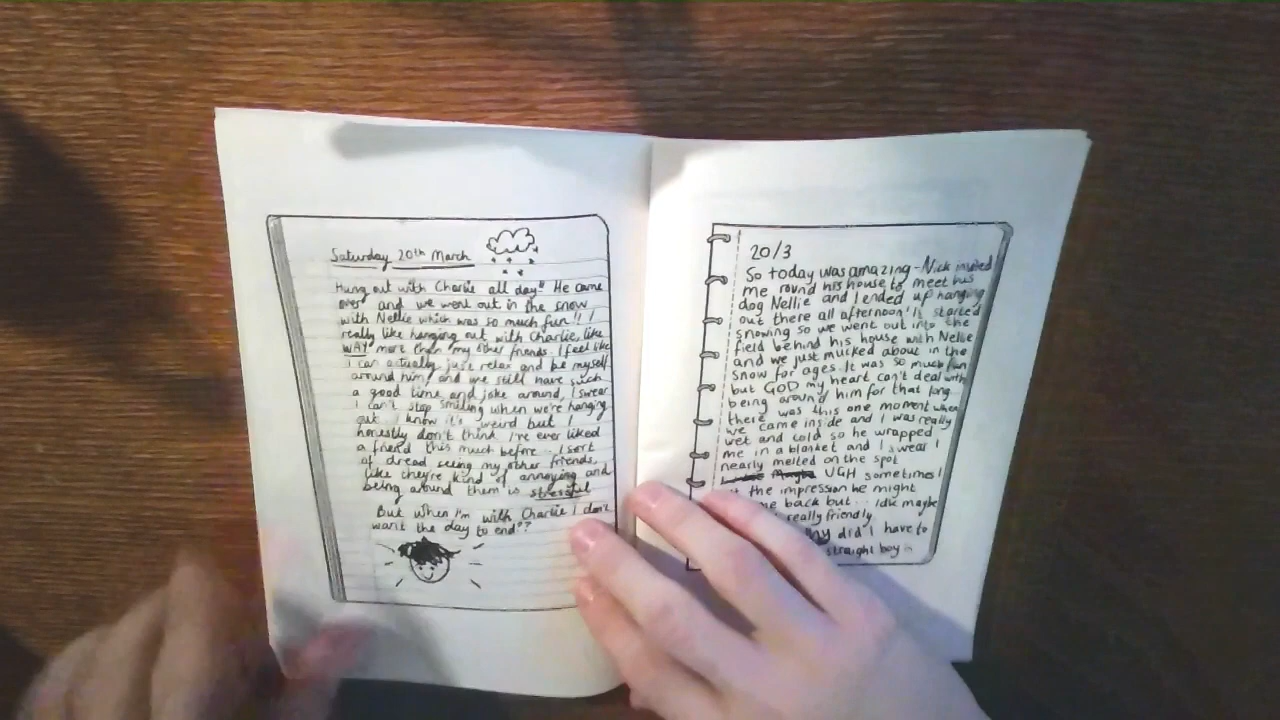 Saturday 20th March
Hung out with Charlie all day!! He came
over and we went out in the snow
with Nellie which was so much fun!! I
really like hanging out with Charlie, like
WAY more than my other friends. I feel like
I can actually just relax and be myself
around him, and we still have such
a good time and joke around, I swear
I can't stop smiling when we're hanging
out. I know it's weird but I
honestly don't think I've ever liked
a friend this much before... I sort
of dread seeing my other friends,
like they're kind of annoying and
being around them is stressful
But when I'm with Charlie I don't
want the day to end??
20/3
So today was amazing - Nick invited
me round his house to meet his
dog Nellie and I ended up hanging
out there all afternoon! It started
snowing so we went out into the
field behind his house with Nellie
and we just mucked about in the
snow for ages. It was so much fun
but GOD my heart can't deal with
being around him for that long
there was this one moment when
we came inside and I was really
wet and cold so he wrapped
me in a blanket and I swear I
nearly melted on the spot
UGH sometimes I
the impression he might
me back but... idk maybe
really friendly
did I have to
straight boy